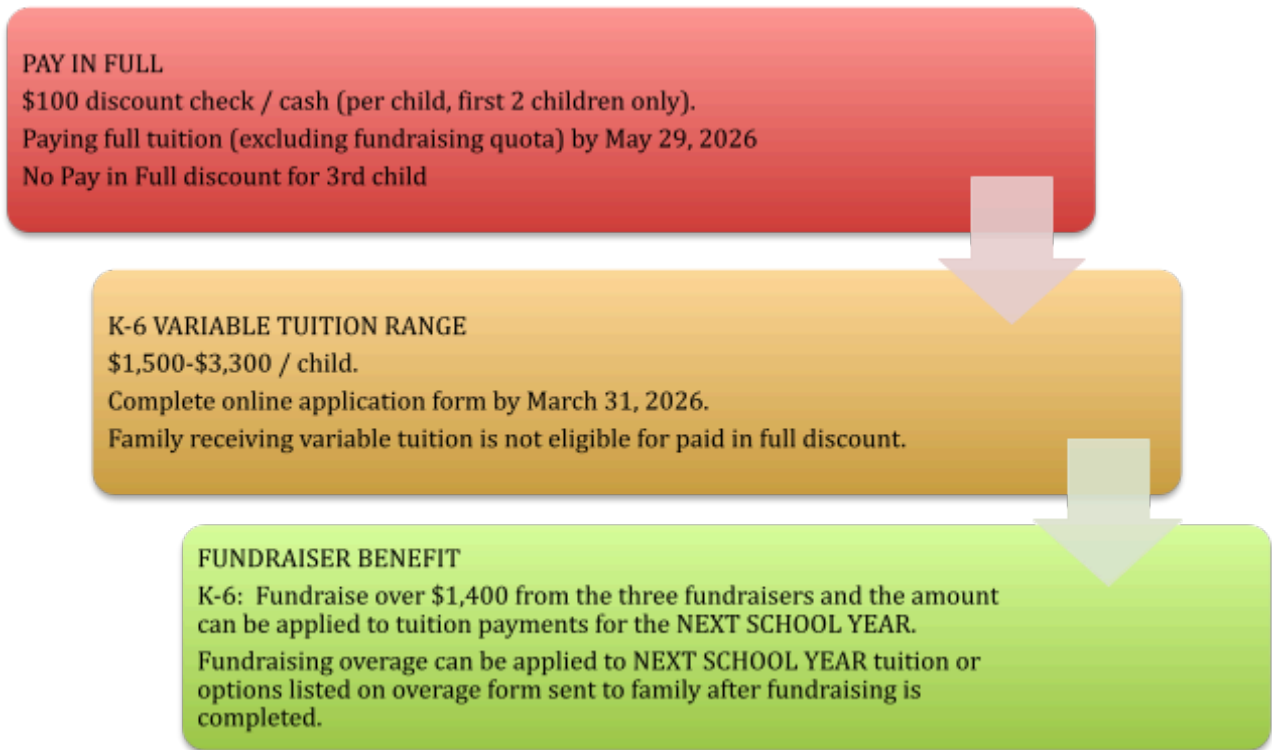 PAY IN FULL
$100 discount check / cash (per child, first 2 children only).
Paying full tuition (excluding fundraising quota) by May 29, 2026
No Pay in Full discount for 3rd child
K-6 VARIABLE TUITION RANGE
$1,500-$3,300 / child.
Complete online application form by March 31, 2026.
Family receiving variable tuition is not eligible for paid in full discount.
FUNDRAISER BENEFIT
K-6:  Fundraise over $1,400 from the three fundraisers and the amount
can be applied to tuition payments for the NEXT SCHOOL YEAR.
Fundraising overage can be applied to NEXT SCHOOL YEAR tuition or
options listed on overage form sent to family after fundraising is
completed.